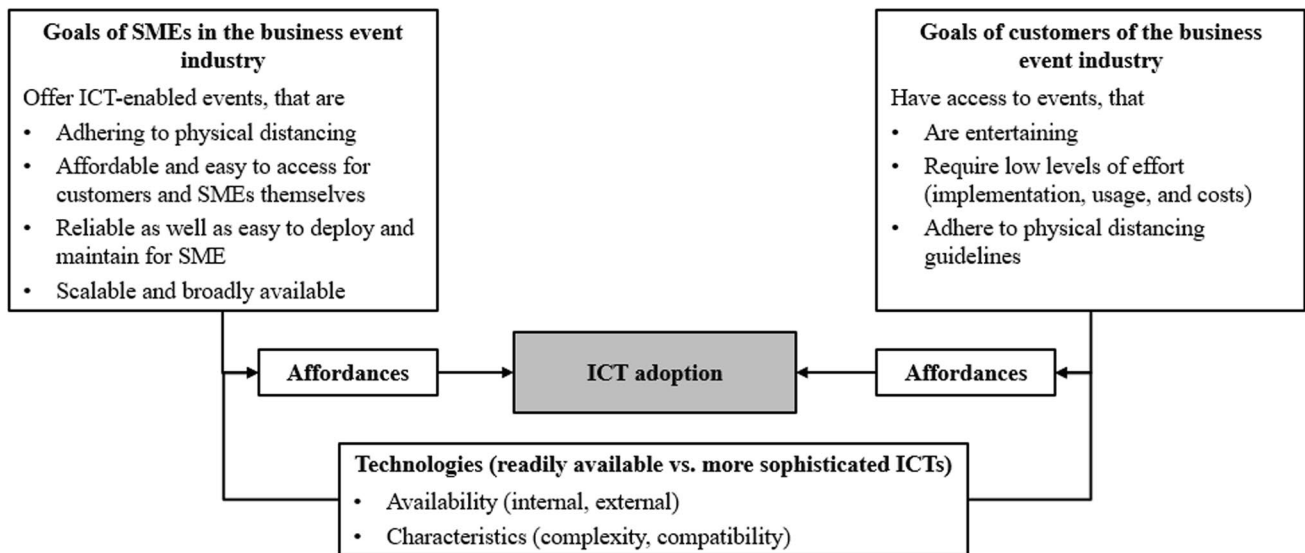 Goals of SMEs in the business event
industry
Offer ICT-enabled events, that are
• Adhering to physical distancing
• Affordable and easy to access for
customers and SMEs themselves
• Reliable as well as easy to deploy and
maintain for SME
• Scalable and broadly available
Goals of customers of the business
event industry
Have access to events, that
• Are entertaining
• Require low levels of effort
(implementation, usage, and costs)
• Adhere to physical distancing
guidelines
Affordances
ICT adoption
Affordances
Technologies (readily available vs. more sophisticated ICTs)
• Availability (internal, external)
• Characteristics (complexity, compatibility)